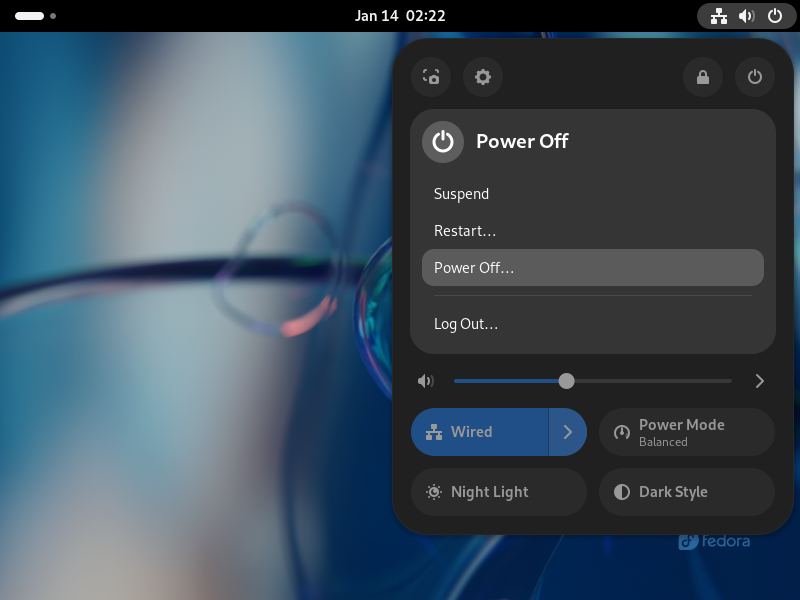 Jan 14 02:22
Power Off
Suspend
Restart…
Power Off…
Log Out…
Wired
Power Mode
Balanced
Night Light
Dark Style
fedora